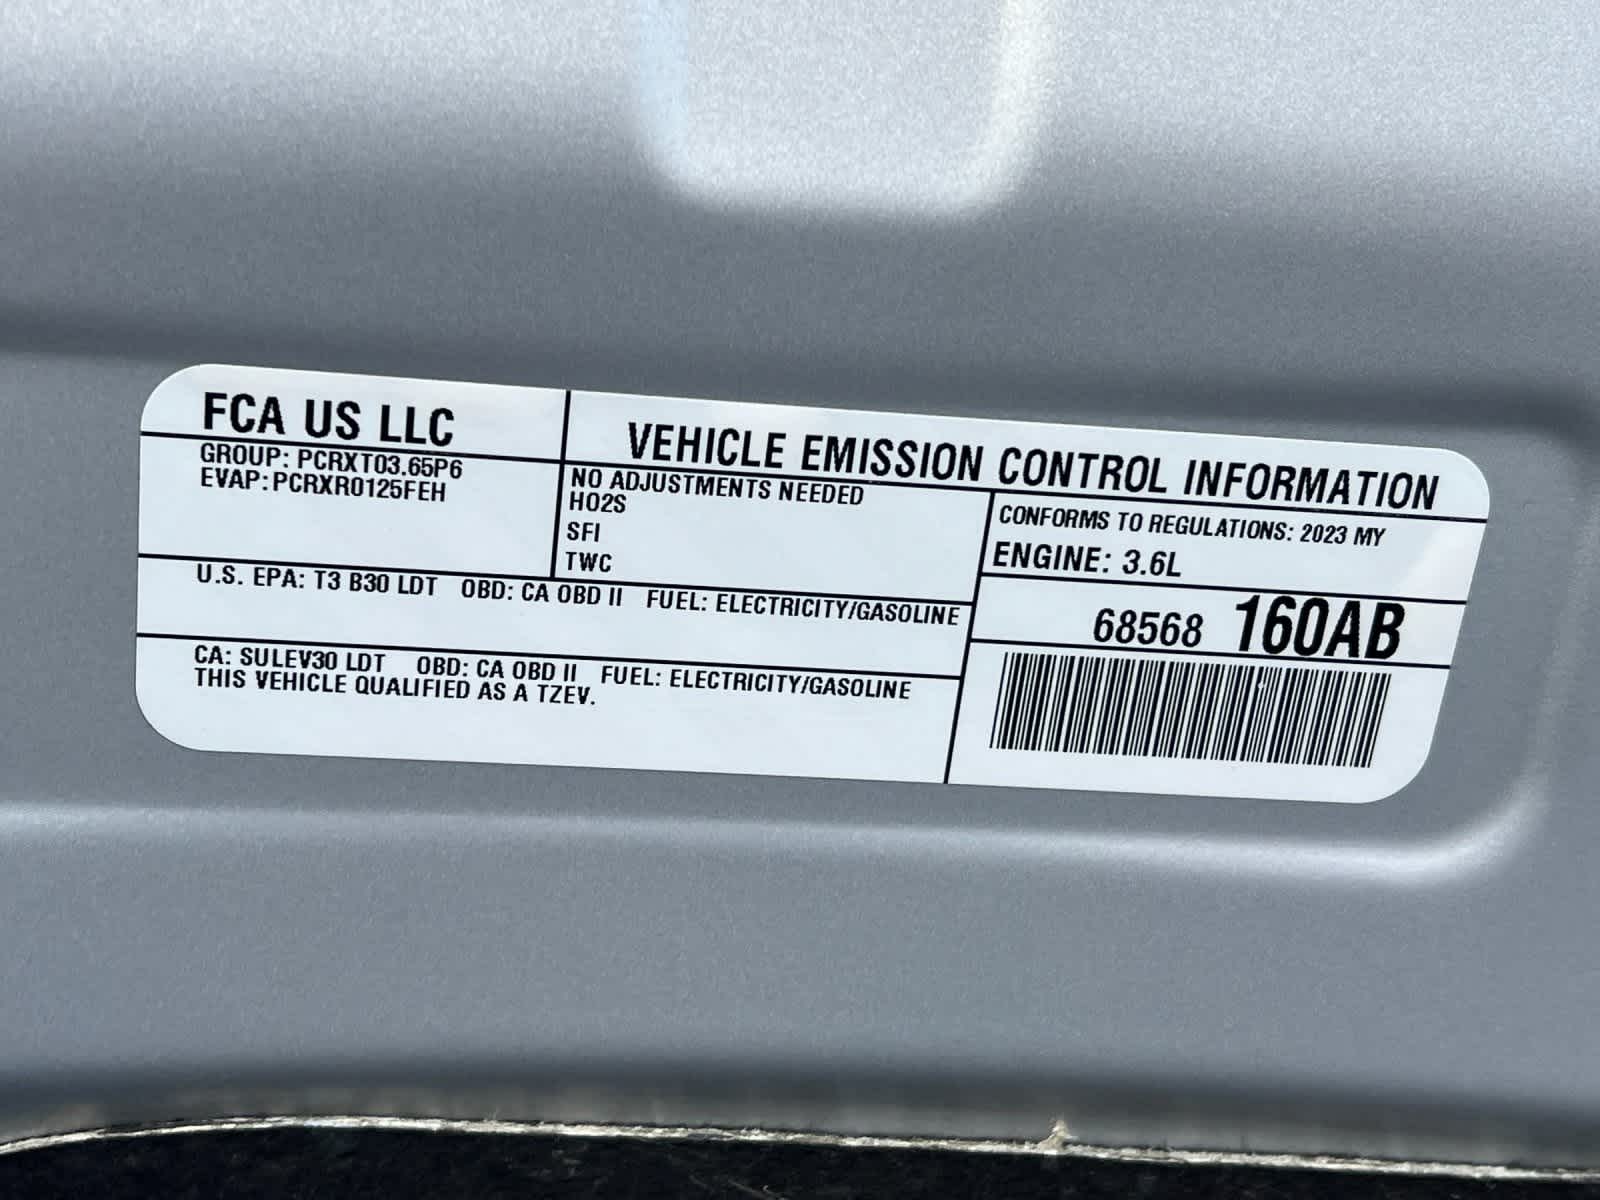 FCA US LLC
VEHICLE EMISSION CONTROL INFORMATION
GROUP: PCRXT03.65P6
EVAP: PCRXR0125FEH
NO ADJUSTMENTS NEEDED
HO2S
SFI
TWC
CONFORMS TO REGULATIONS: 2023 MY
ENGINE: 3.6L
U.S. EPA: T3 B30 LDT OBD: CA OBD II FUEL: ELECTRICITY/GASOLINE
68568 160AB
CA: SULEV30 LDT OBD: CA OBD II FUEL: ELECTRICITY/GASOLINE
THIS VEHICLE QUALIFIED AS A TZEV.